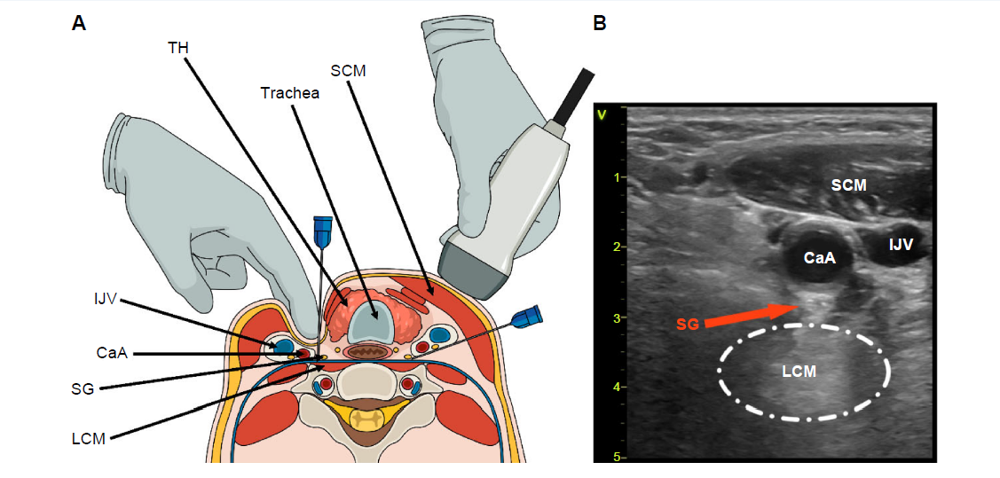 A
B
TH
SCM
Trachea
IJV
CaA
SG
LCM
V
1
2
3
4
5
SCM
IJV
CaA
SG
LCM